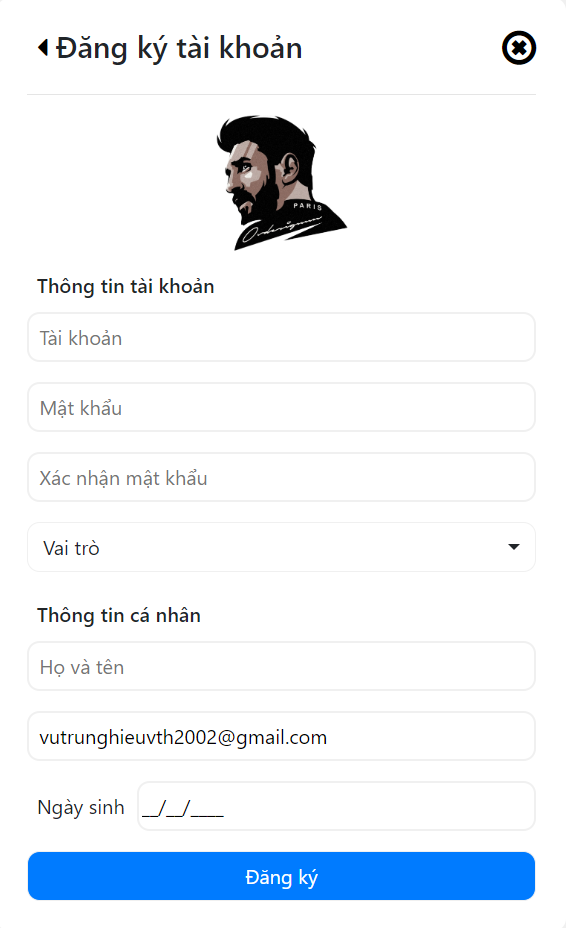 Đăng ký tài khoản
PARIS
Thông tin tài khoản
Tài khoản
Mật khẩu
Xác nhận mật khẩu
Vai trò
Thông tin cá nhân
Họ và tên
vutrunghieuvth2002@gmail.com
Ngày sinh __/__/____
Đăng ký